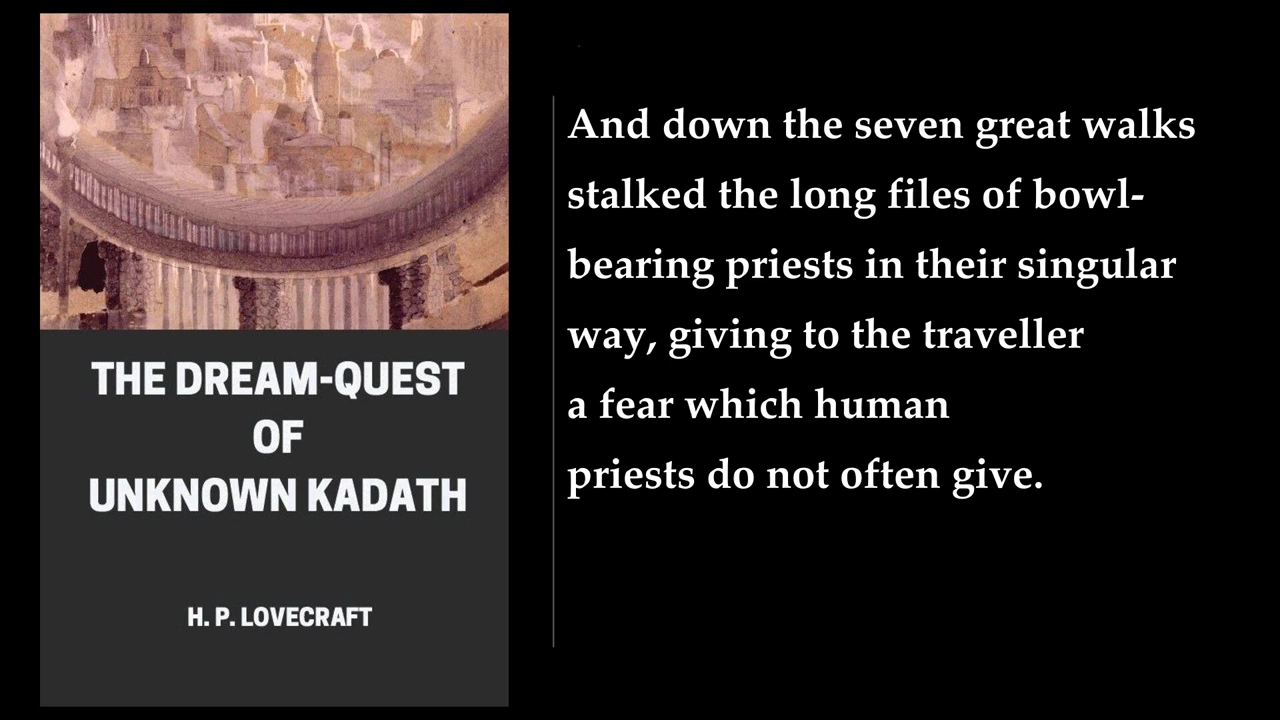 THE DREAM-QUEST
OF
UNKNOWN KADATH
H. P. LOVECRAFT
And down the seven great walks
stalked the long files of bowl-
bearing priests in their singular
way, giving to the traveller
a fear which human
priests do not often give.